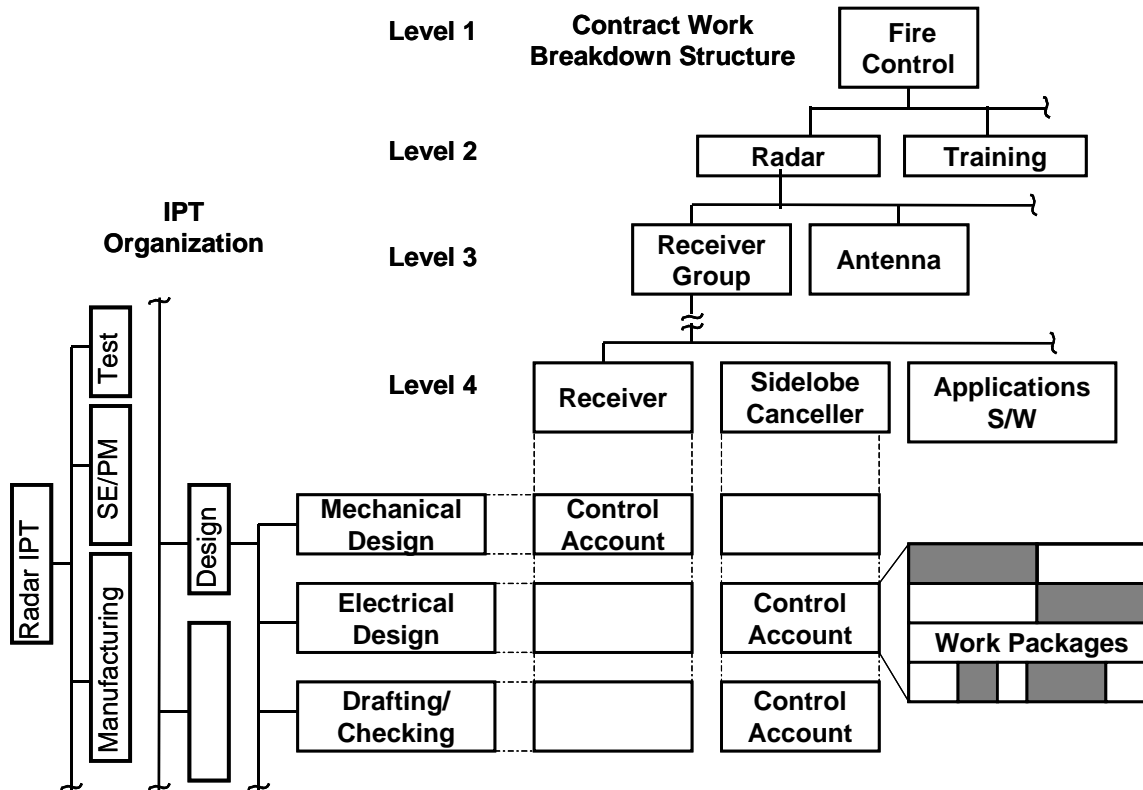 Level 1
Contract Work
Breakdown Structure
Fire
Control
Level 2
Radar
Training
IPT
Organization
Level 3
Receiver
Group
Antenna
Level 4
Receiver
Sidelobe
Canceller
Applications
S/W
Radar IPT
Test
SE/PM
Manufacturing
Design
Mechanical
Design
Control
Account
Electrical
Design
Control
Account
Work Packages
Drafting/
Checking
Control
Account